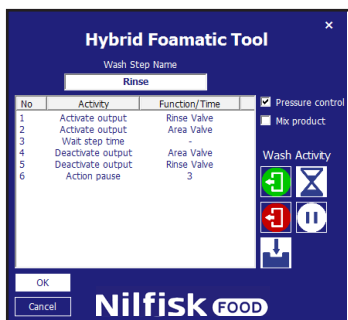 ×
Hybrid Foamatic Tool
Wash Step Name
Rinse
No Activity Function/Time
1 Activate output Rinse Valve
2 Activate output Area Valve
3 Wait step time -
4 Deactivate output Area Valve
5 Deactivate output Rinse Valve
6 Action pause 3
Pressure control
Mix product
Wash Activity
OK
Cancel
Nilfisk FOOD